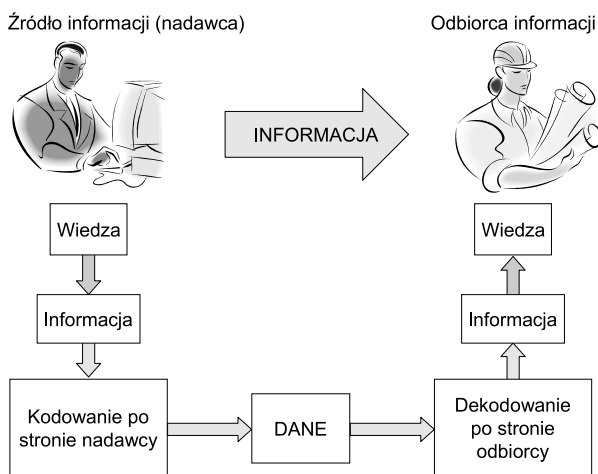 Źródło informacji (nadawca)
Odbiorca informacji
INFORMACJA
Wiedza
Wiedza
Informacja
Informacja
Kodowanie po
stronie nadawcy
DANE
Dekodowanie
po stronie
odbiorcy